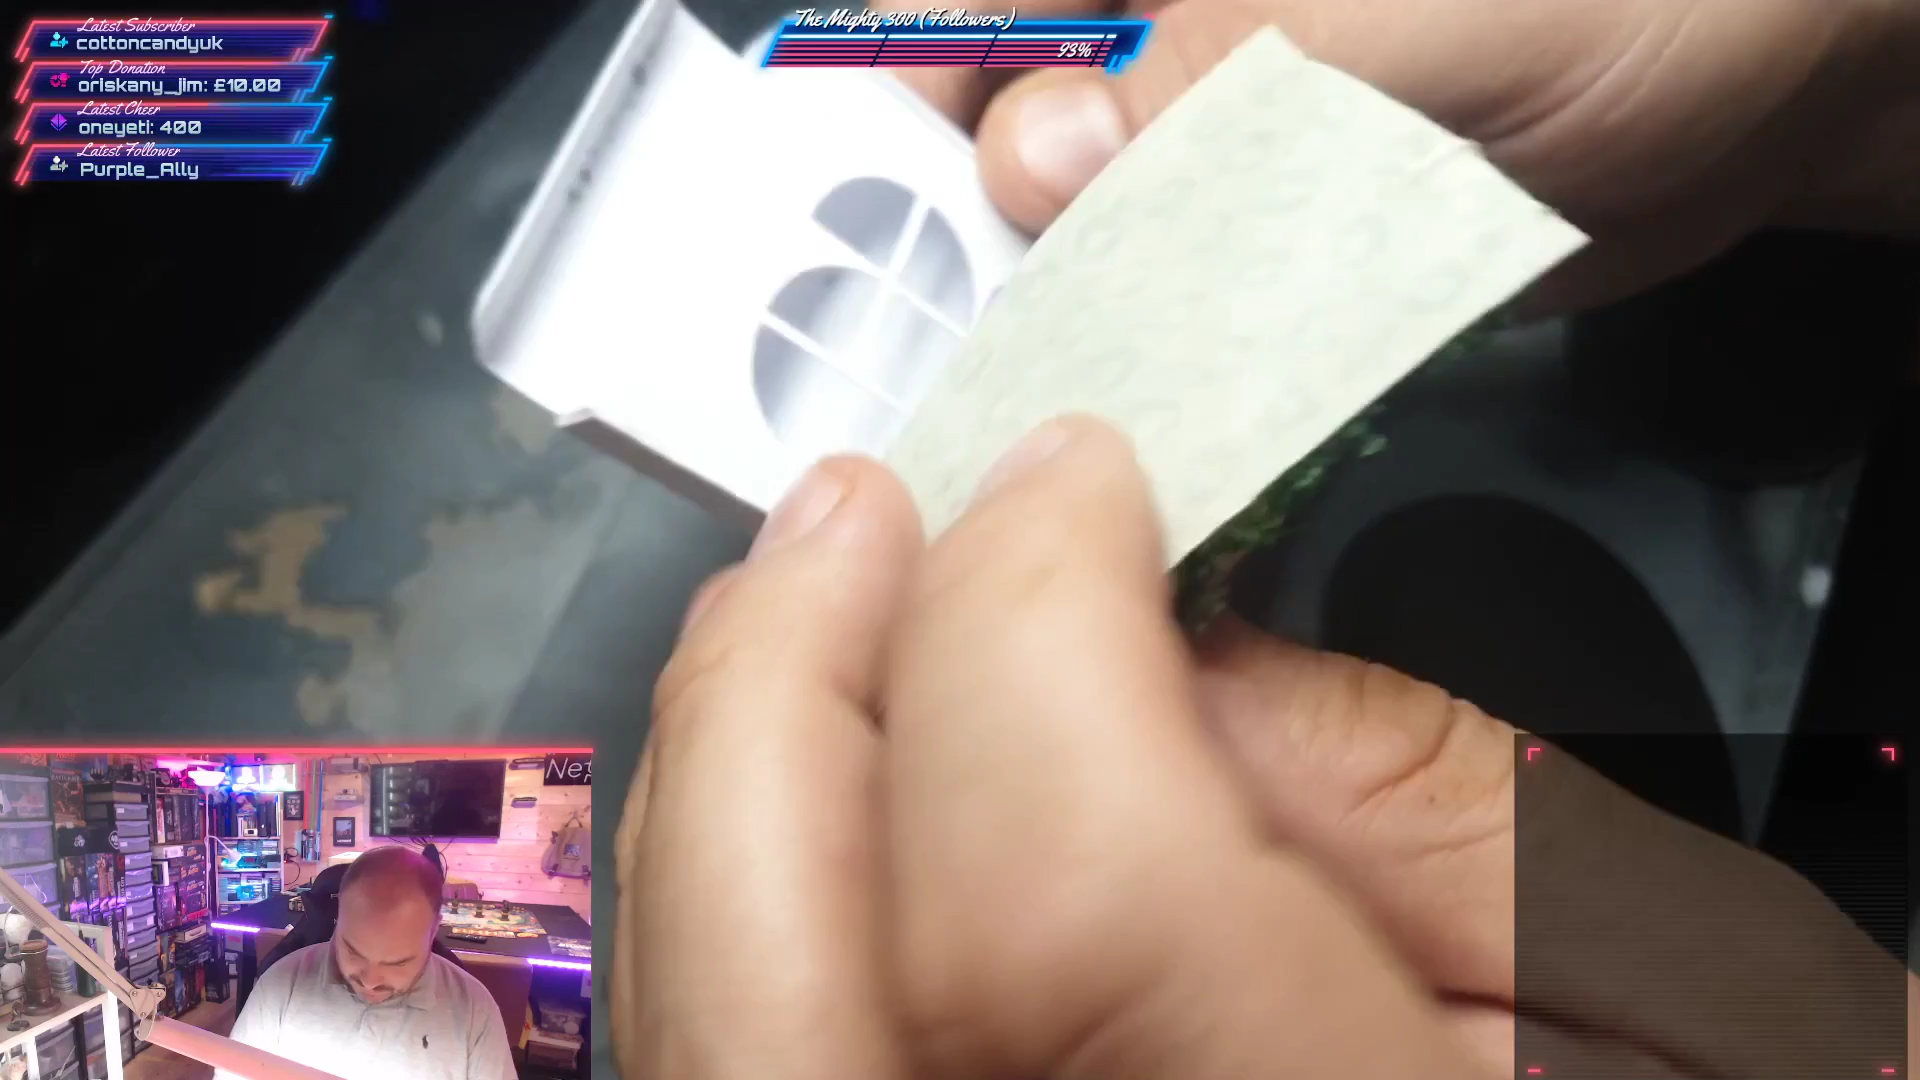 Latest Subscriber
cottoncandyuk
Top Donation
oriskany_jim: £10.00
Latest Cheer
oneyeti: 400
Latest Follower
Purple_Ally
The Mighty 300 (Followers)
93%
Net